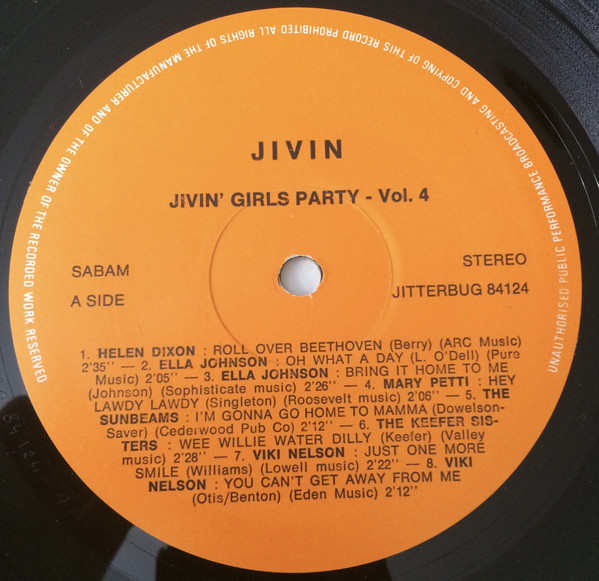 UNAUTHORISED PUBLIC PERFORMANCE BROADCASTING AND COPYING OF THIS RECORD PROHIBITED ALL RIGHTS OF THE MANUFACTURER AND OF THE OWNER OF THE RECORDED WORK RESERVED
JIVIN
JIVIN' GIRLS PARTY - Vol. 4
SABAM
STEREO
A SIDE
JITTERBUG 84124
1. HELEN DIXON : ROLL OVER BEETHOVEN (Berry) (ARC Music)
2'35'' — 2. ELLA JOHNSON : OH WHAT A DAY (L. O'Dell) (Pure
Music) 2'05'' — 3. ELLA JOHNSON : BRING IT HOME TO ME
(Johnson) (Sophisticate music) 2'26'' — 4. MARY PETTI : HEY
LAWDY LAWDY (Singleton) (Roosevelt music) 2'06'' — 5. THE
SUNBEAMS : I'M GONNA GO HOME TO MAMMA (Dowelson-
Saver) (Cederwood Pub Co) 2'12'' — 6. THE KEEFER SIS-
TERS : WEE WILLIE WATER DILLY (Keefer) (Valley
music) 2'28'' — 7. VIKI NELSON : JUST ONE MORE
SMILE (Williams) (Lowell music) 2'22'' — 8. VIKI
NELSON : YOU CAN'T GET AWAY FROM ME
(Otis/Benton) (Eden Music) 2'12''